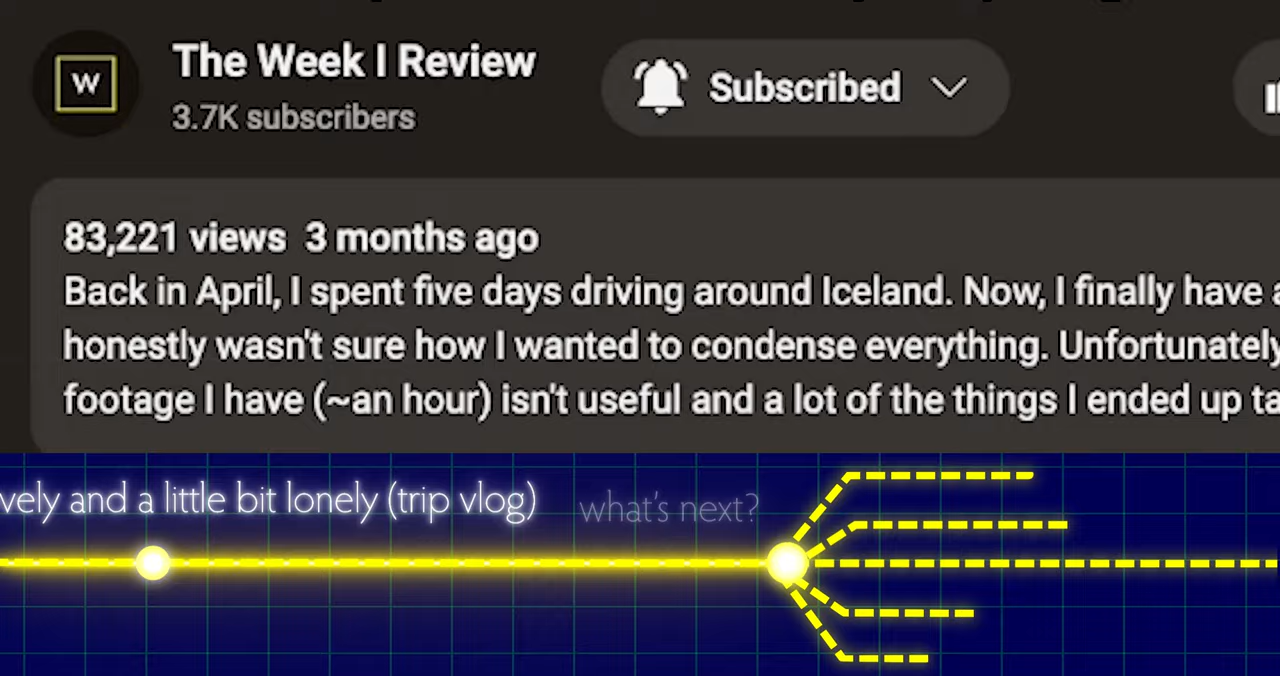 W
The Week I Review
3.7K subscribers
Subscribed
83,221 views 3 months ago
Back in April, I spent five days driving around Iceland. Now, I finally have
honestly wasn't sure how I wanted to condense everything. Unfortunately
footage I have (~an hour) isn't useful and a lot of the things I ended up ta
vely and a little bit lonely (trip vlog)
what's next?